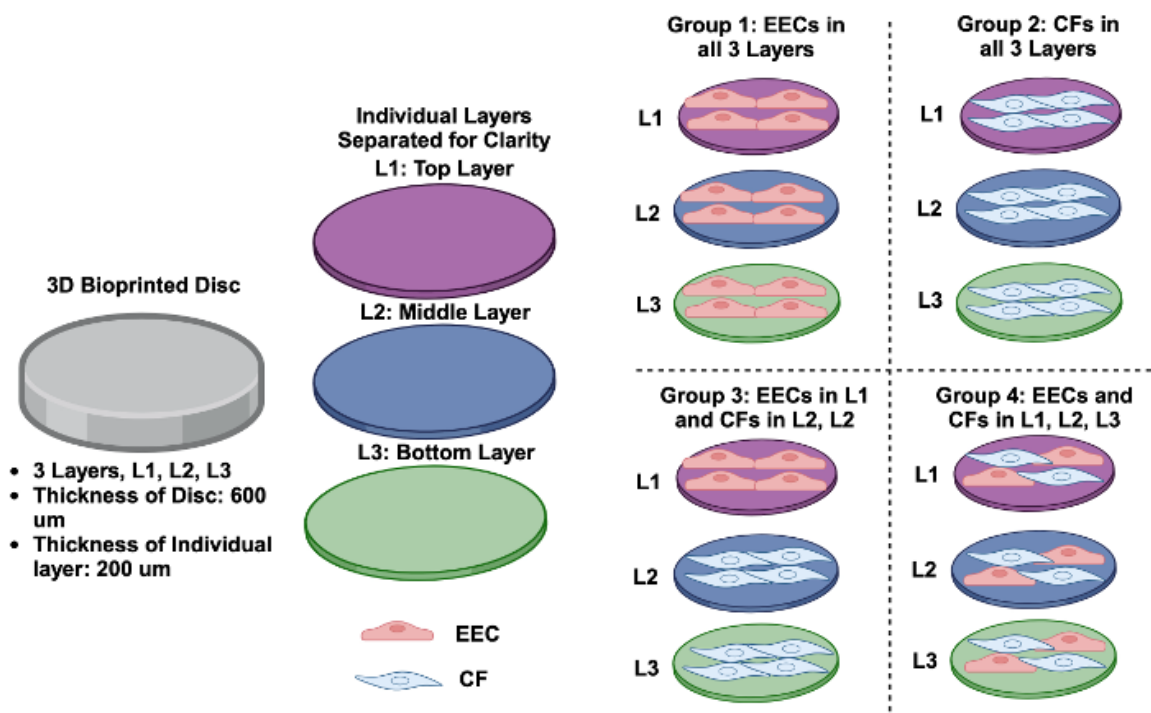 3D Bioprinted Disc
• 3 Layers, L1, L2, L3
• Thickness of Disc: 600
um
• Thickness of Individual
layer: 200 um
Individual Layers
Separated for Clarity
L1: Top Layer
L2: Middle Layer
L3: Bottom Layer
EEC
CF
Group 1: EECs in
all 3 Layers
L1
L2
L3
Group 2: CFs in
all 3 Layers
L1
L2
L3
Group 3: EECs in L1
and CFs in L2, L2
L1
L2
L3
Group 4: EECs and
CFs in L1, L2, L3
L1
L2
L3